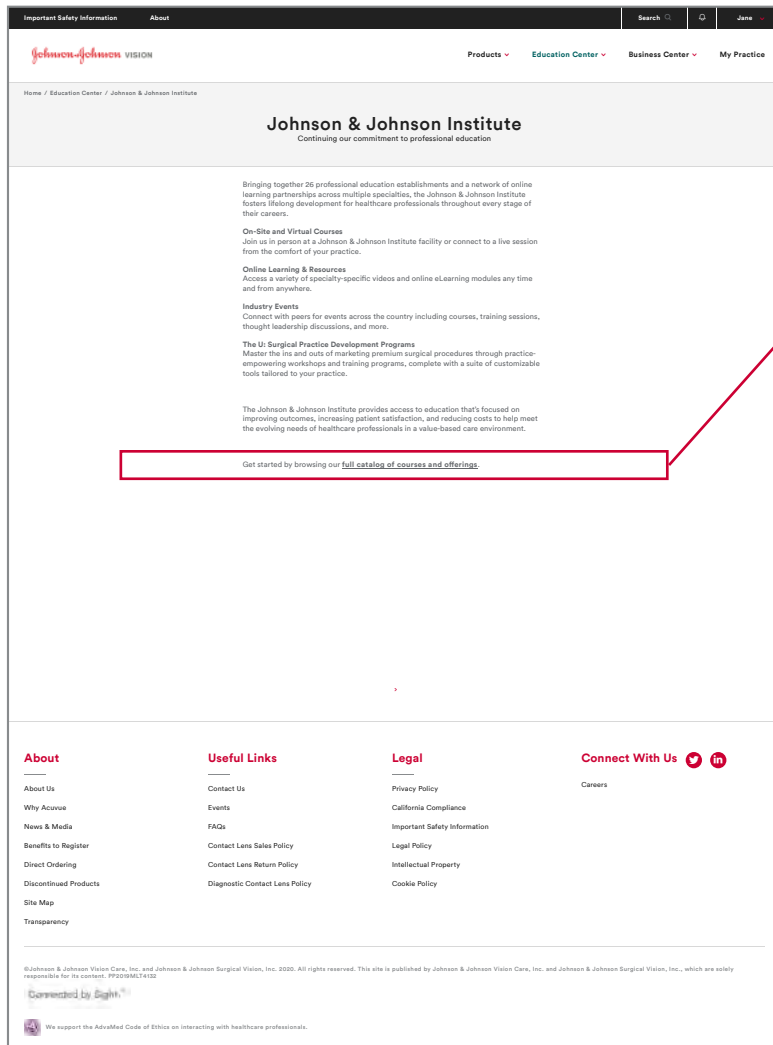 Important Safety Information About Search Jane
Johnson & Johnson VISION
Products Education Center Business Center My Practice
Home / Education Center / Johnson & Johnson Institute
Johnson & Johnson Institute
Continuing our commitment to professional education
Bringing together 26 professional education establishments and a network of online
learning partnerships across multiple specialties, the Johnson & Johnson Institute
fosters lifelong development for healthcare professionals throughout every stage of
their careers.
On-Site and Virtual Courses
Join us in person at a Johnson & Johnson Institute facility or connect to a live session
from the comfort of your practice.
Online Learning & Resources
Access a variety of specialty-specific videos and online eLearning modules any time
and from anywhere.
Industry Events
Connect with peers for events across the country including courses, training sessions,
thought leadership discussions, and more.
The U: Surgical Practice Development Programs
Master the ins and outs of marketing premium surgical procedures through practice-
empowering workshops and training programs, complete with a suite of customizable
tools tailored to your practice.
The Johnson & Johnson Institute provides access to education that's focused on
improving outcomes, increasing patient satisfaction, and reducing costs to help meet
the evolving needs of healthcare professionals in a value-based care environment.
Get started by browsing our full catalog of courses and offerings.
About
About Us
Why Acuvue
News & Media
Benefits to Register
Direct Ordering
Discontinued Products
Site Map
Transparency
Useful Links
Contact Us
Events
FAQs
Contact Lens Sales Policy
Contact Lens Return Policy
Diagnostic Contact Lens Policy
Legal
Privacy Policy
California Compliance
Important Safety Information
Legal Policy
Intellectual Property
Cookie Policy
Connect With Us
Careers
©Johnson & Johnson Vision Care, Inc. and Johnson & Johnson Surgical Vision, Inc. 2020. All rights reserved. This site is published by Johnson & Johnson Vision Care, Inc. and Johnson & Johnson Surgical Vision, Inc., which are solely
responsible for its content. PP2019MLT4132
Connected by Sight.
We support the AdvaMed Code of Ethics on interacting with healthcare professionals.